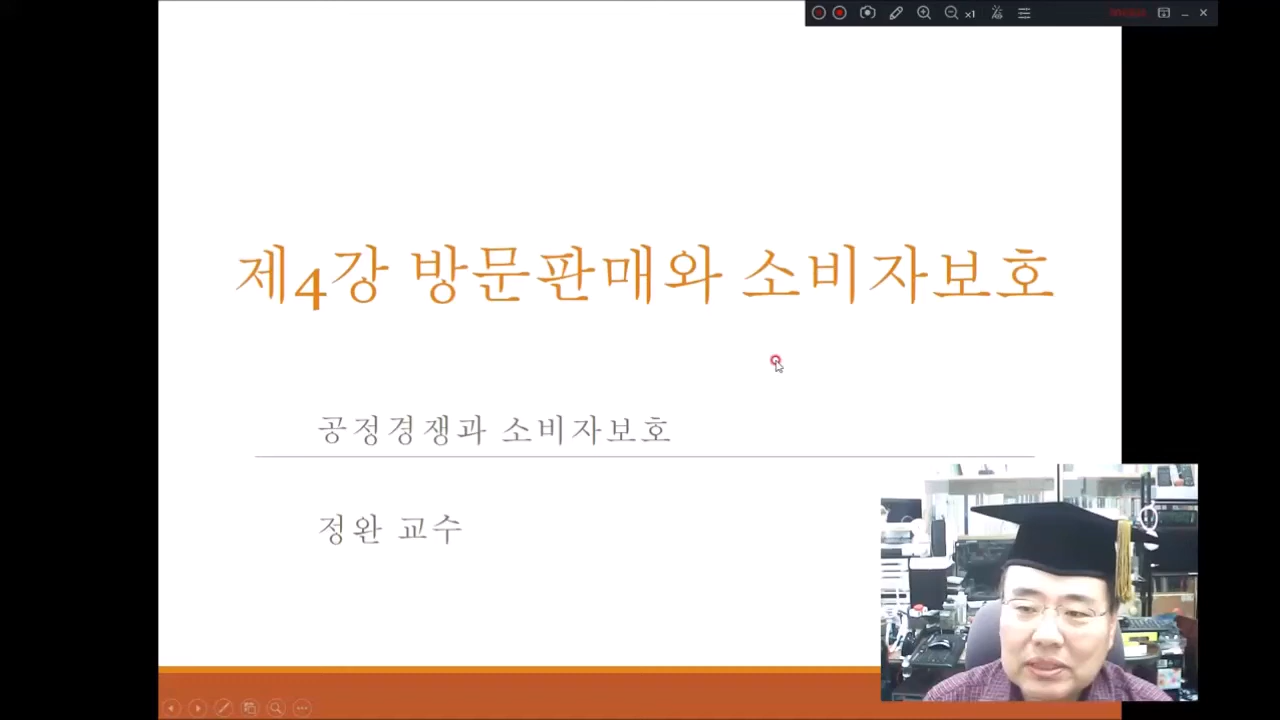 x1
제4강 방문판매와 소비자보호
공정경쟁과 소비자보호
정완 교수